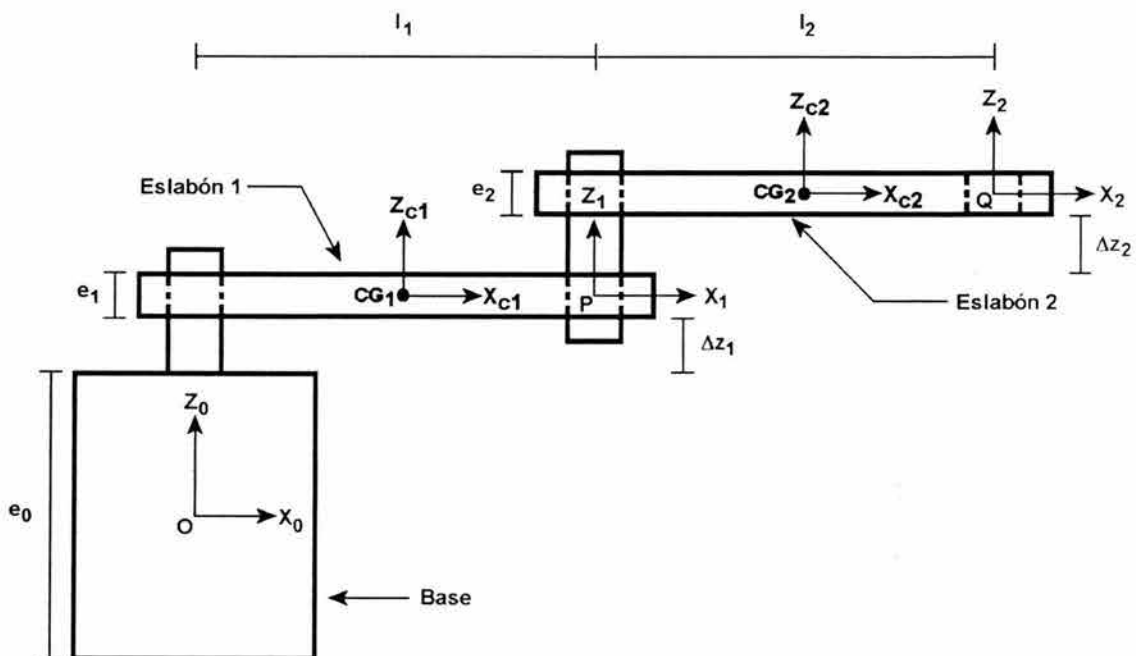 l1
l2
Zc2
Z2
Eslabón 1
e2
Z1
CG2
Xc2
Q
X2
Zc1
Δz2
e1
CG1
Xc1
P
X1
Eslabón 2
Δz1
Z0
e0
O
X0
Base